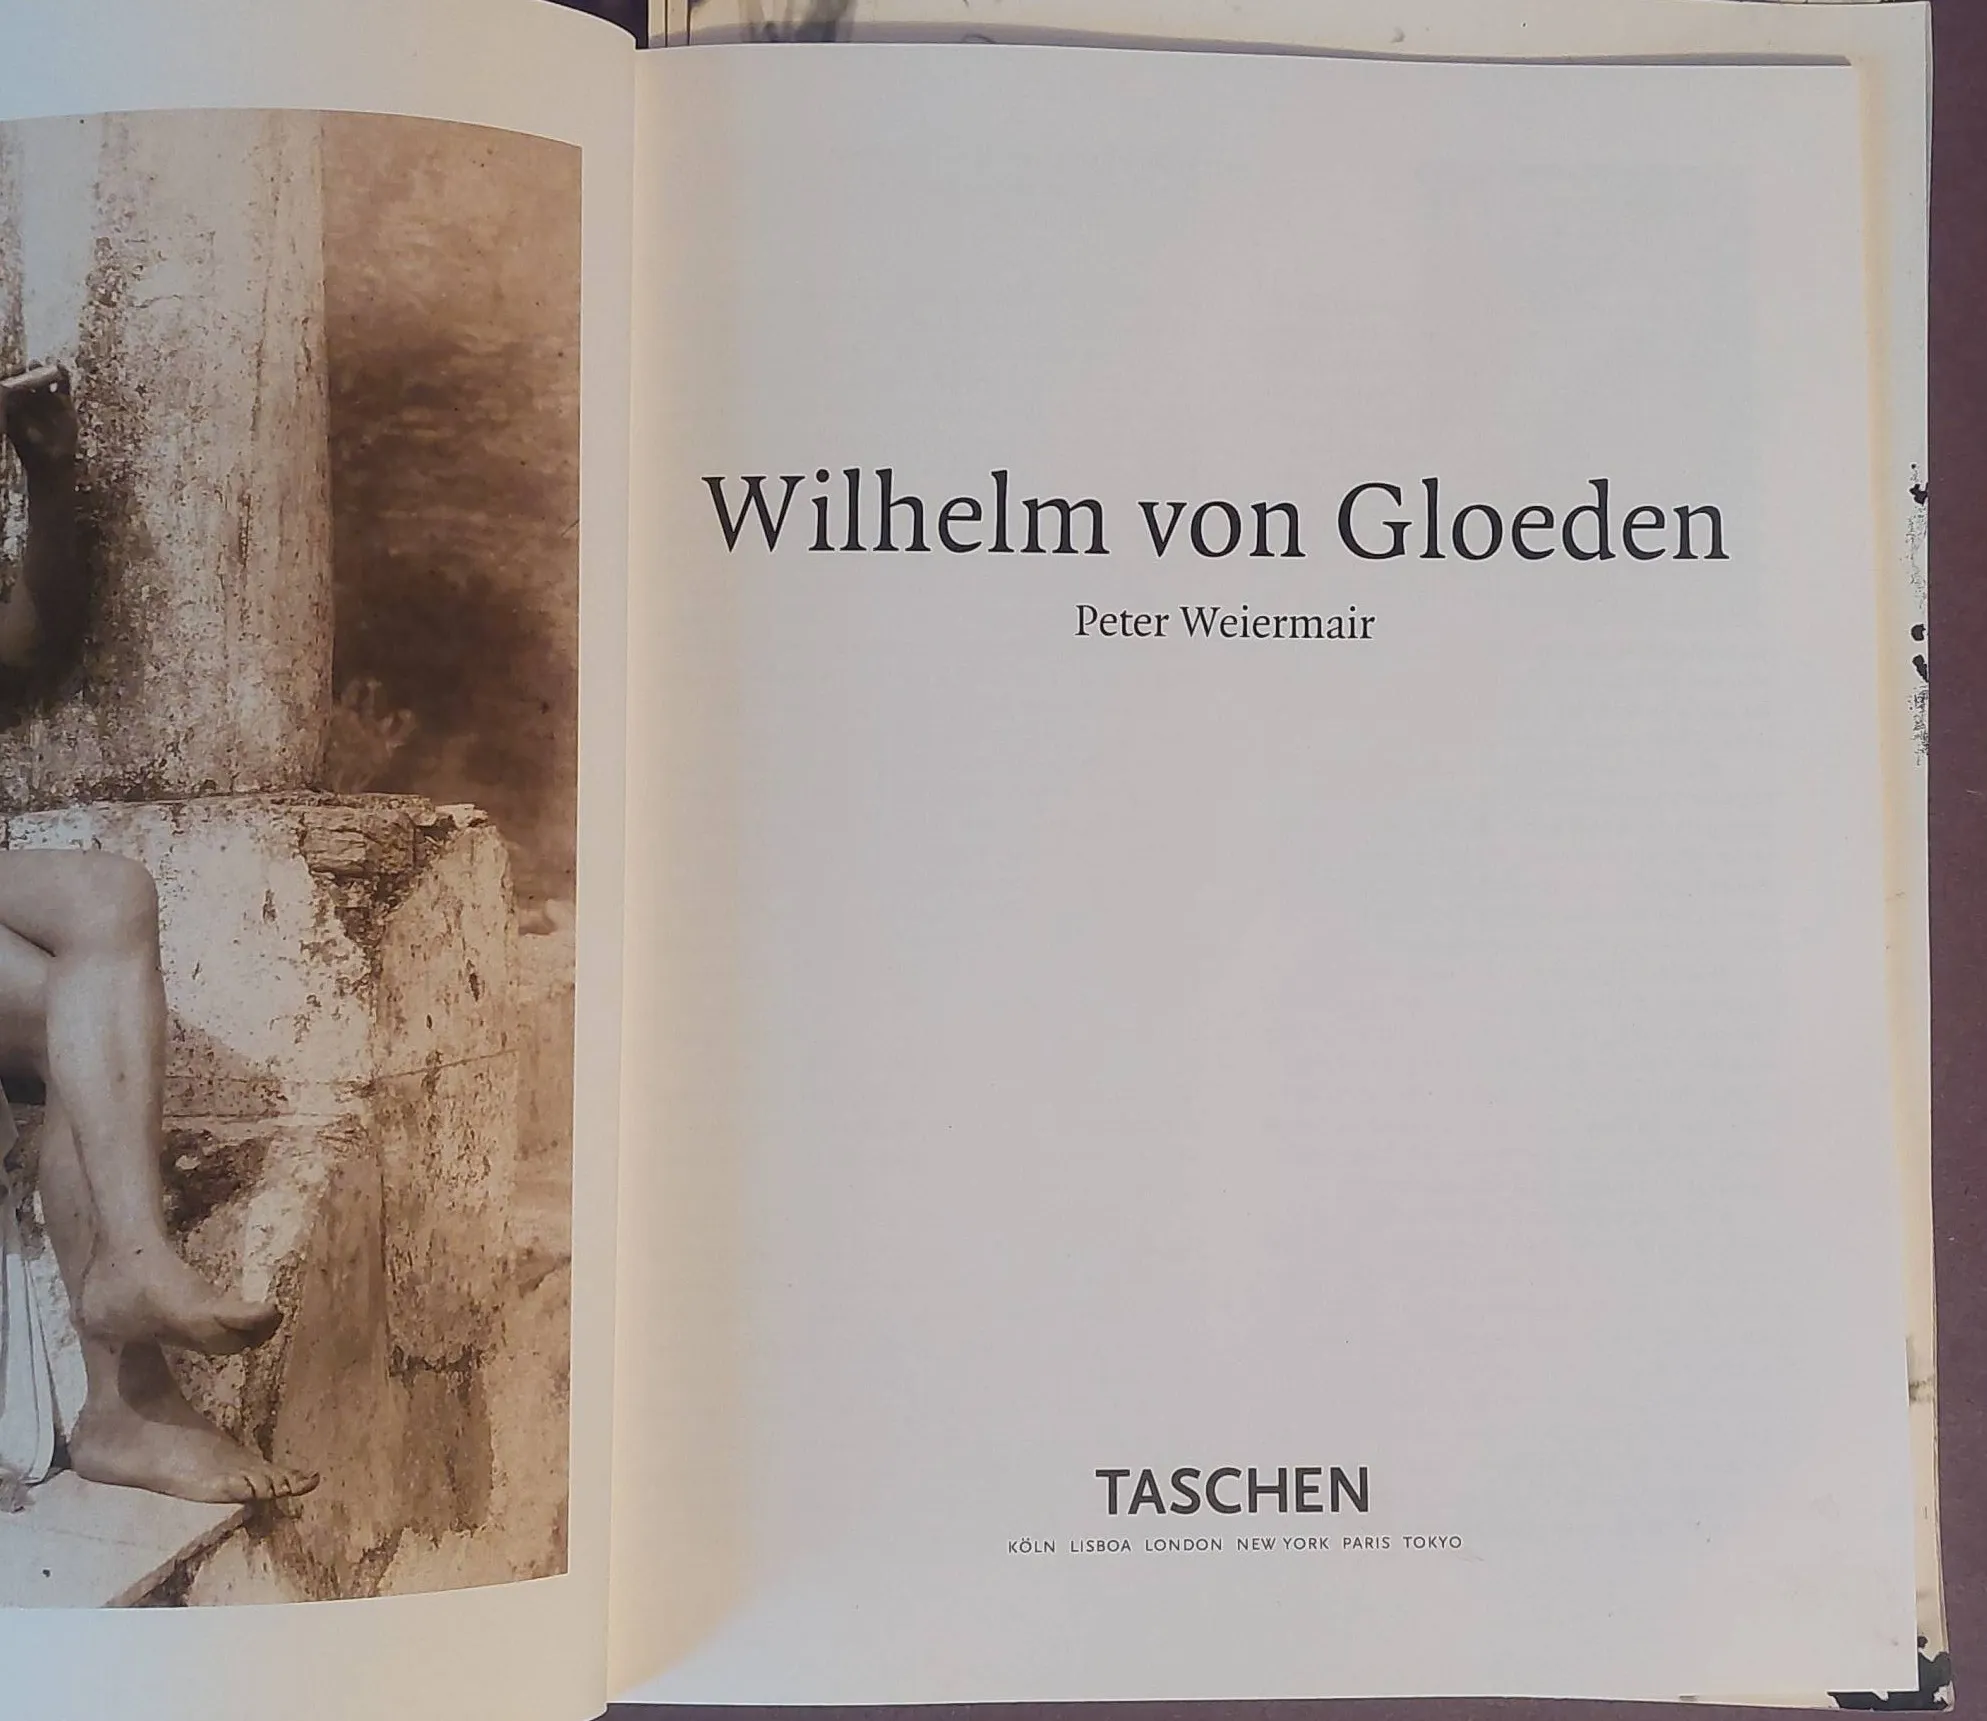 Wilhelm von Gloeden
Peter Weiermair
TASCHEN
KÖLN LISBOA LONDON NEW YORK PARIS TOKYO